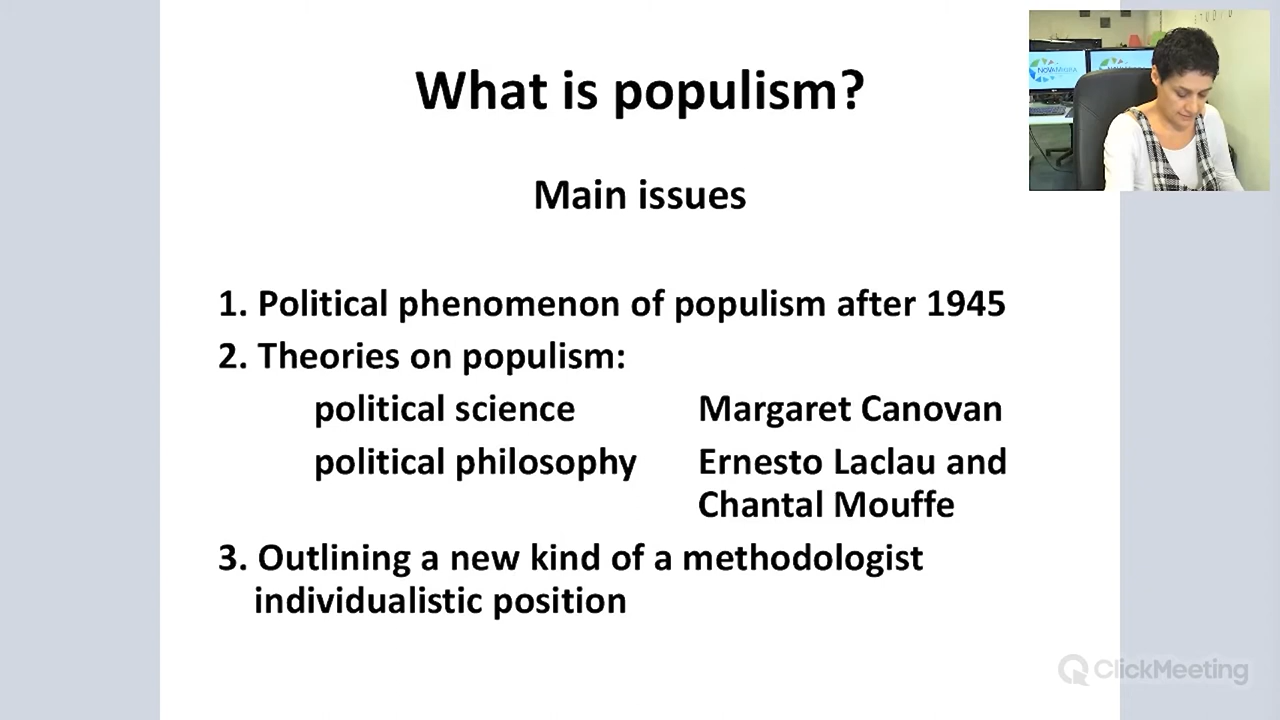 What is populism?
Main issues
1. Political phenomenon of populism after 1945
2. Theories on populism:
political science Margaret Canovan
political philosophy Ernesto Laclau and
Chantal Mouffe
3. Outlining a new kind of a methodologist
individualistic position
NOVAMIGRA
ClickMeeting